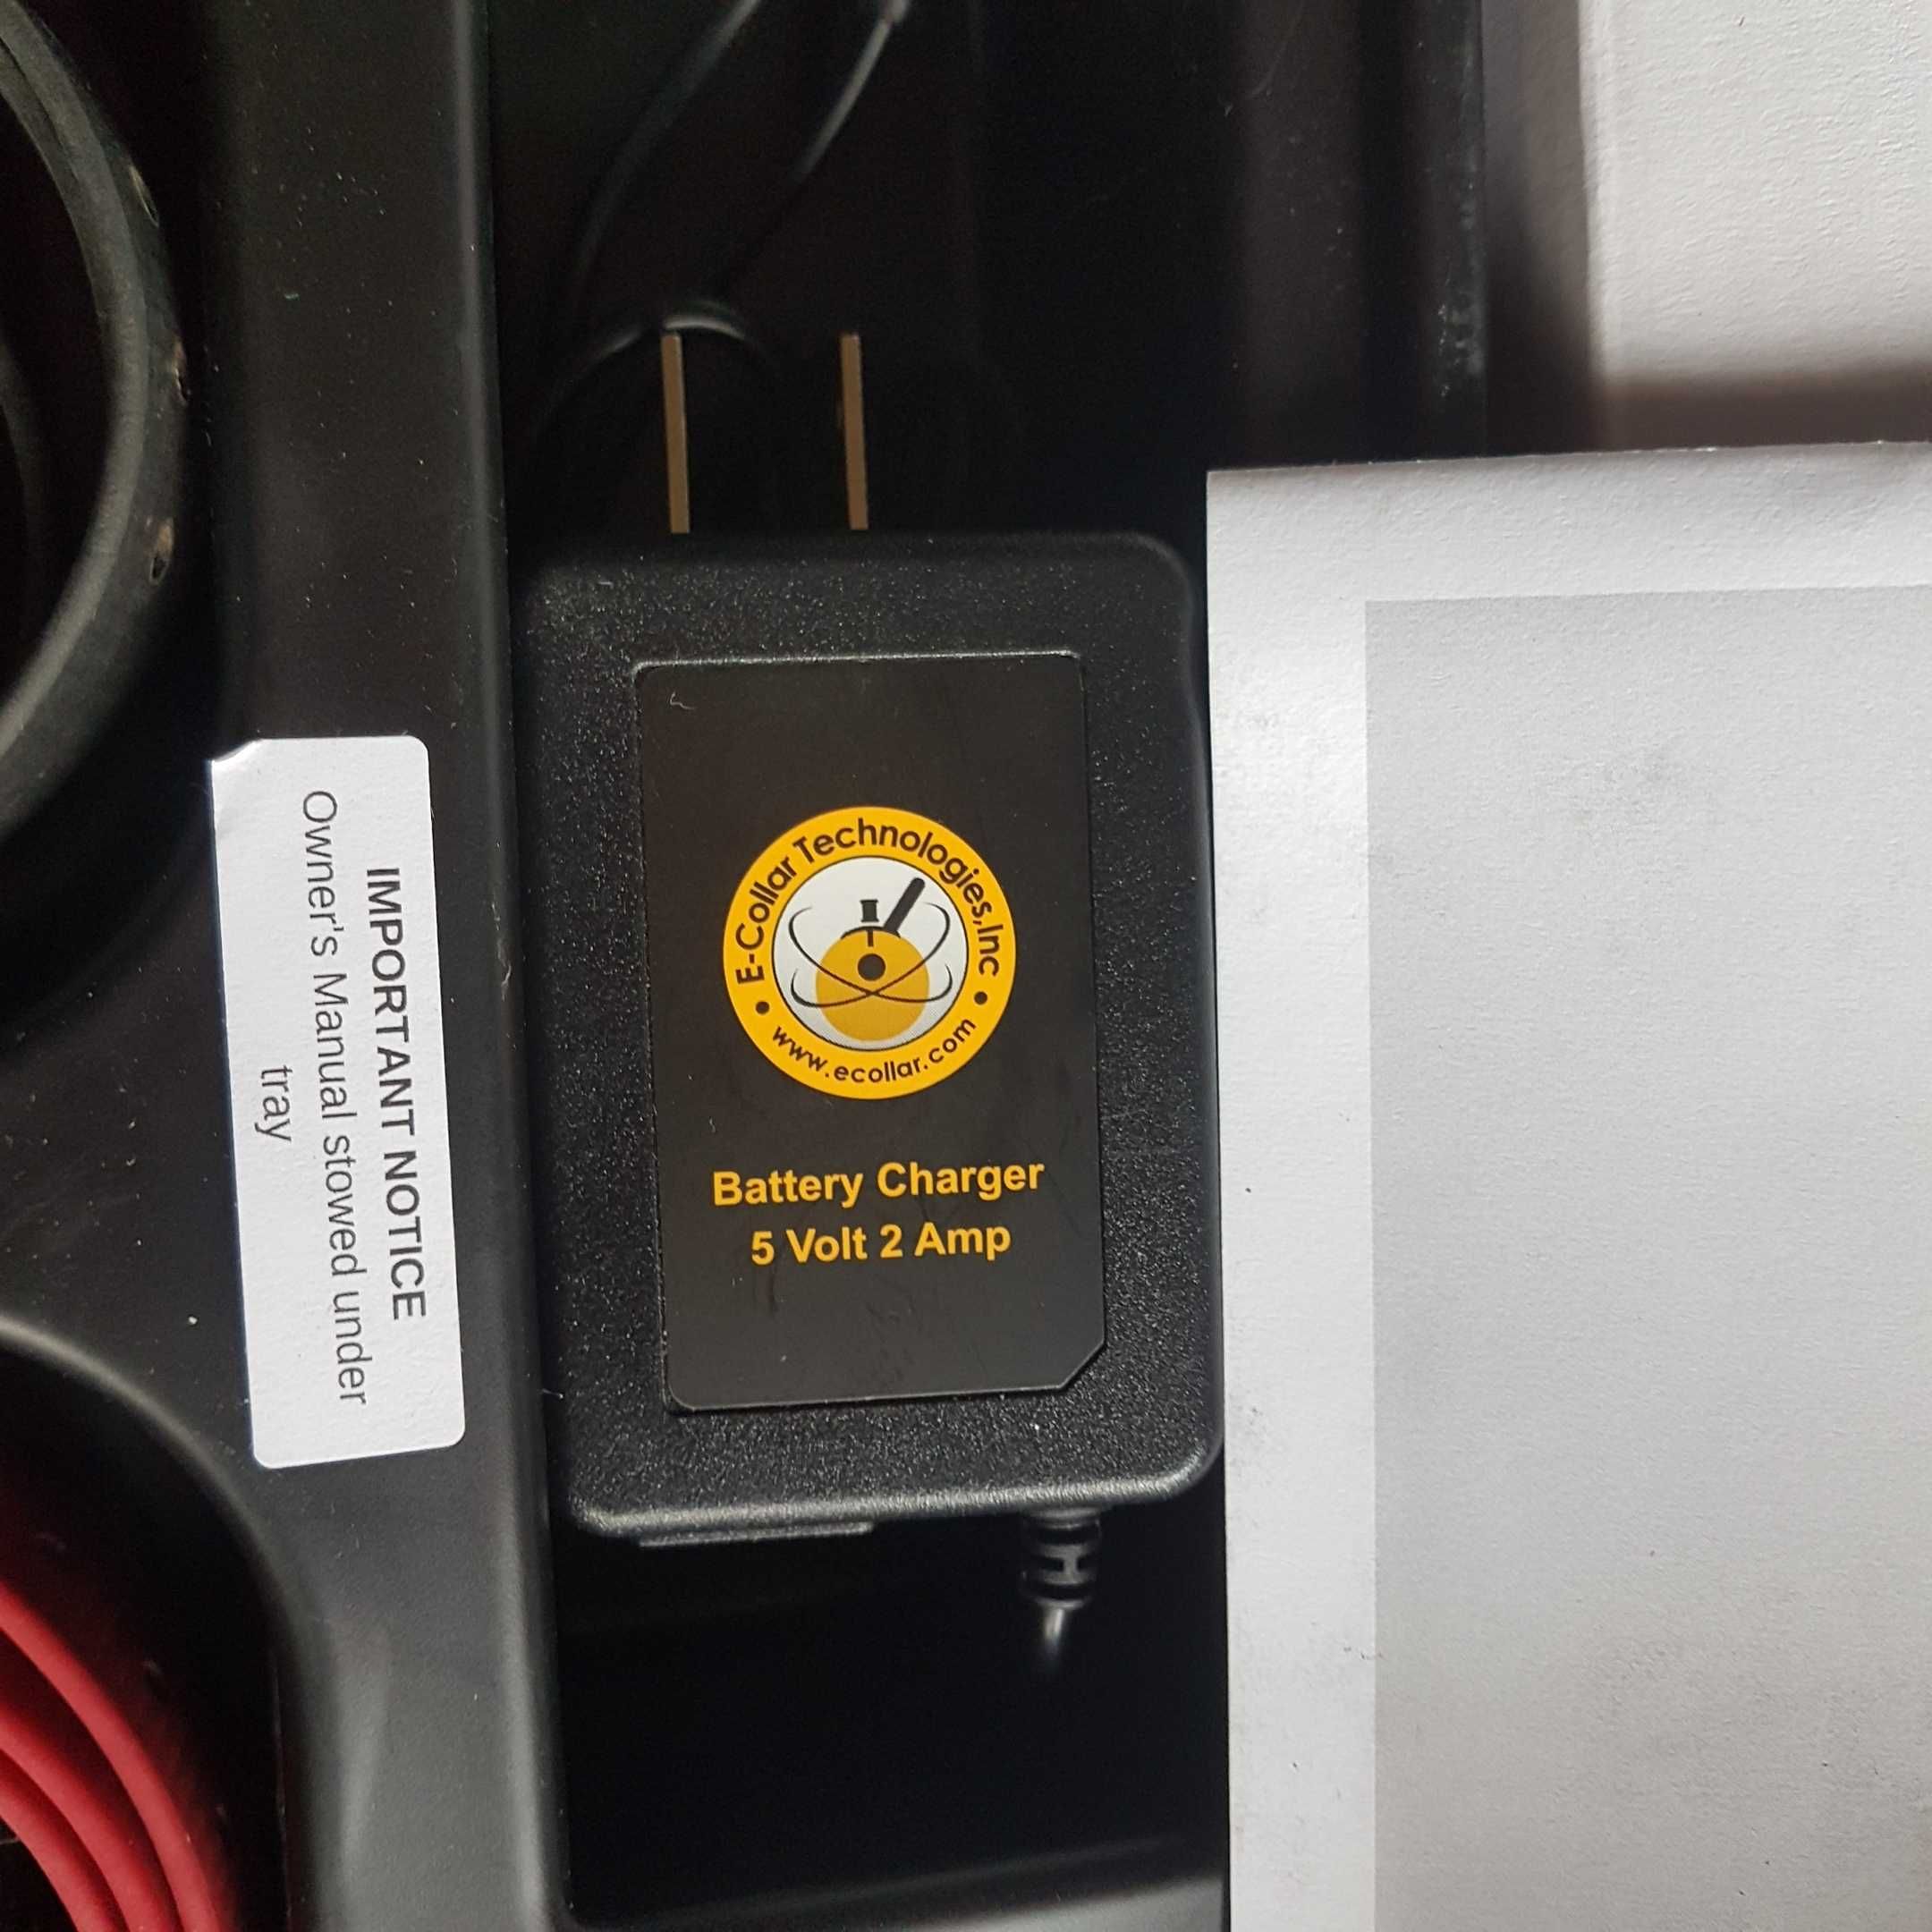 IMPORTANT NOTICE
Owner's Manual stowed under
tray
E-Collar Technologies,Inc
www.ecollar.com
Battery Charger
5 Volt 2 Amp